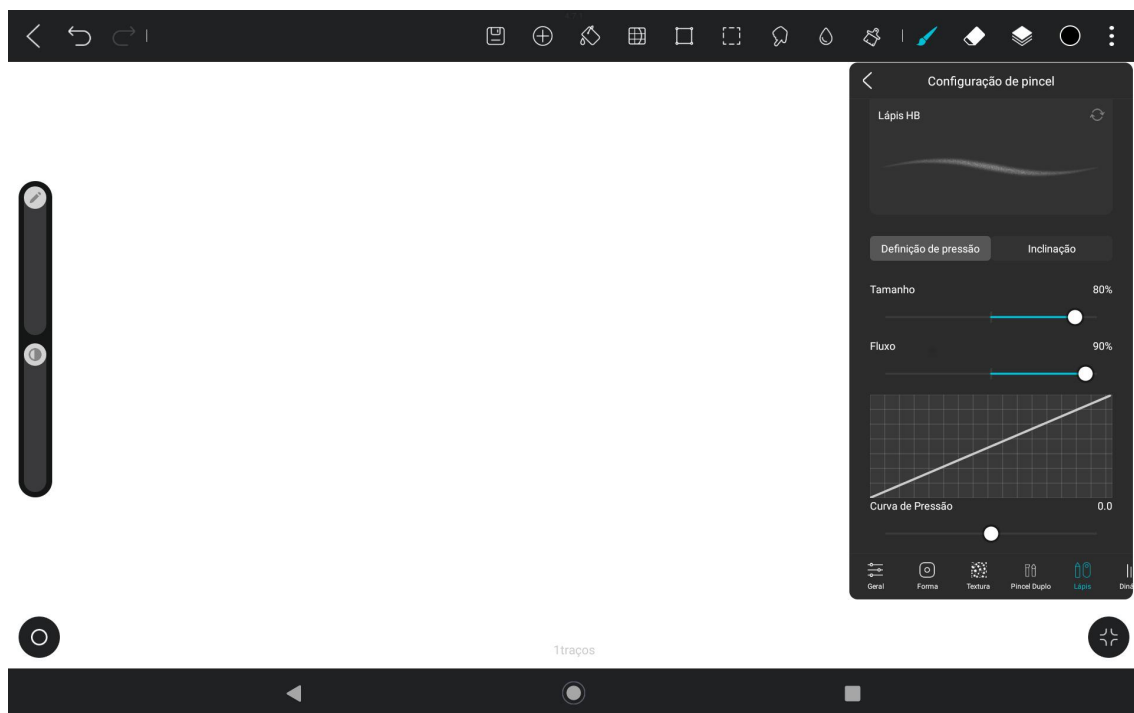 Configuração de pincel
Lápis HB
Definição de pressão
Inclinação
Tamanho 80%
Fluxo 90%
Curva de Pressão 0.0
Geral Forma Textura Pincel Duplo Lápis Dinâ
1traços